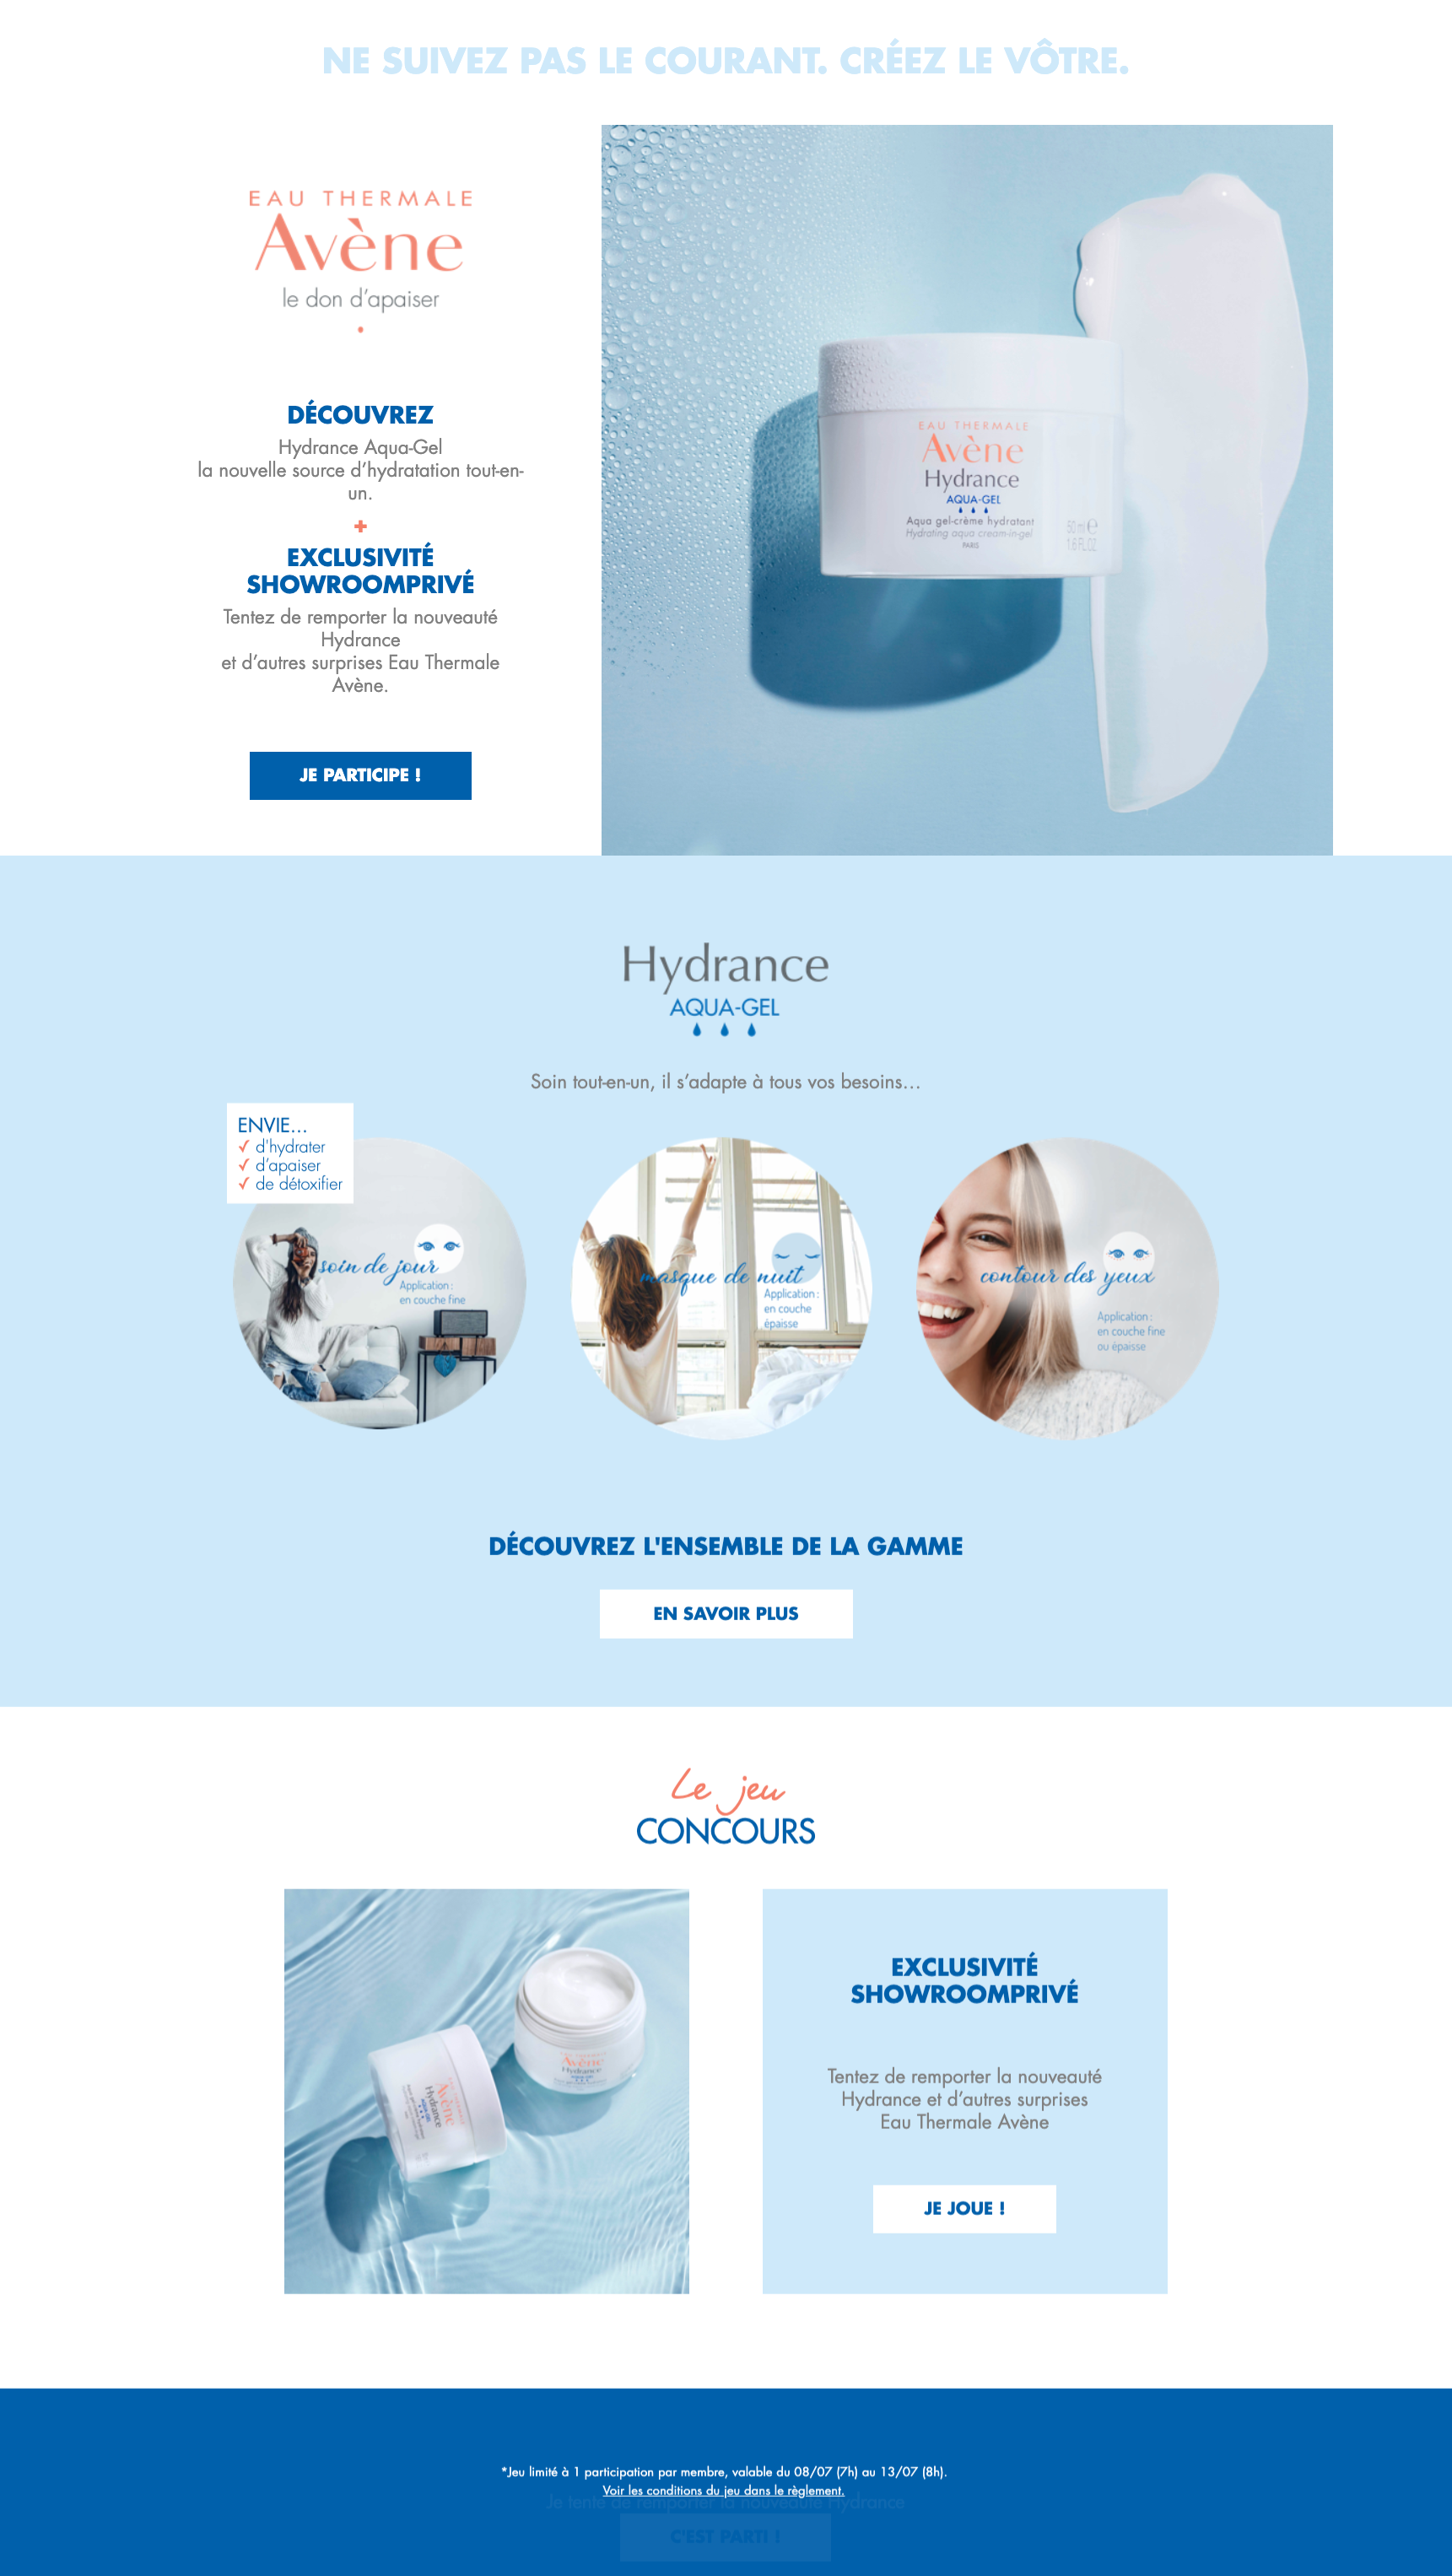 NE SUIVEZ PAS LE COURANT. CRÉEZ LE VÔTRE.
EAU THERMALE
Avène
le don d'apaiser
DÉCOUVREZ
Hydrance Aqua-Gel
la nouvelle source d'hydratation tout-en-
un.
+
EXCLUSIVITÉ
SHOWROOMPRIVÉ
Tentez de remporter la nouveauté
Hydrance
et d'autres surprises Eau Thermale
Avène.
JE PARTICIPE !
EAU THERMALE
Avène
Hydrance
AQUA-GEL
Aqua gel-crème hydratant
Hydrating aqua cream-in-gel
PARIS
50 ml e
1.6 FL.OZ
Hydrance
AQUA-GEL
Soin tout-en-un, il s'adapte à tous vos besoins...
ENVIE...
✓ d'hydrater
✓ d'apaiser
✓ de détoxifier
soin de jour
Application :
en couche fine
masque de nuit
Application :
en couche
épaisse
contour des yeux
Application :
en couche fine
ou épaisse
DÉCOUVREZ L'ENSEMBLE DE LA GAMME
EN SAVOIR PLUS
Le jeu
CONCOURS
Avène
Hydrance
Avène
Hydrance
EXCLUSIVITÉ
SHOWROOMPRIVÉ
Tentez de remporter la nouveauté
Hydrance et d'autres surprises
Eau Thermale Avène
JE JOUE !
*Jeu limité à 1 participation par membre, valable du 08/07 (7h) au 13/07 (8h).
Voir les conditions du jeu dans le règlement.
Je tente de remporter la nouveauté Hydrance
C'EST PARTI !